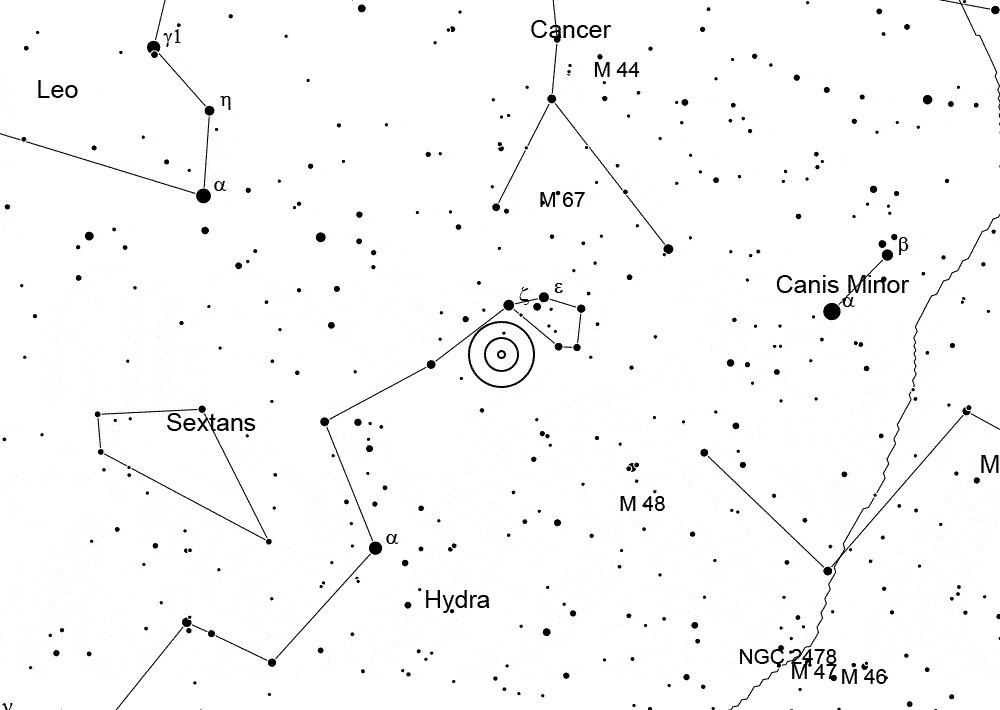 Cancer
γ1
M 44
Leo
η
α
M 67
β
Canis Minor
ζ
ε
α
Sextans
M
M 48
α
Hydra
NGC 2478
M 47
M 46
ν